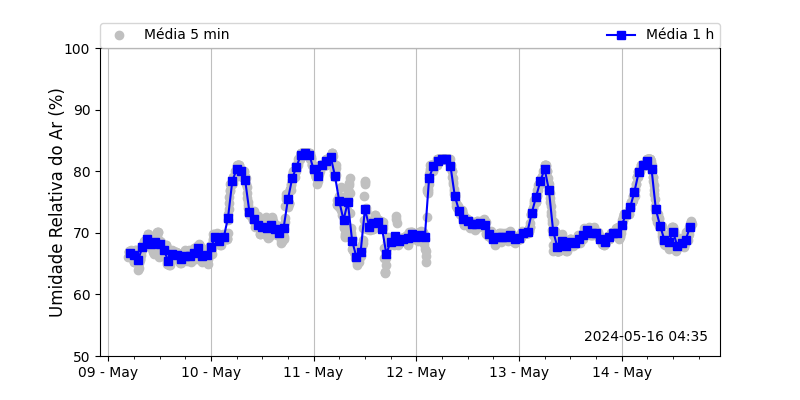 Média 5 min
Média 1 h
Umidade Relativa do Ar (%)
100
90
80
70
60
50
2024-05-16 04:35
09 - May
10 - May
11 - May
12 - May
13 - May
14 - May